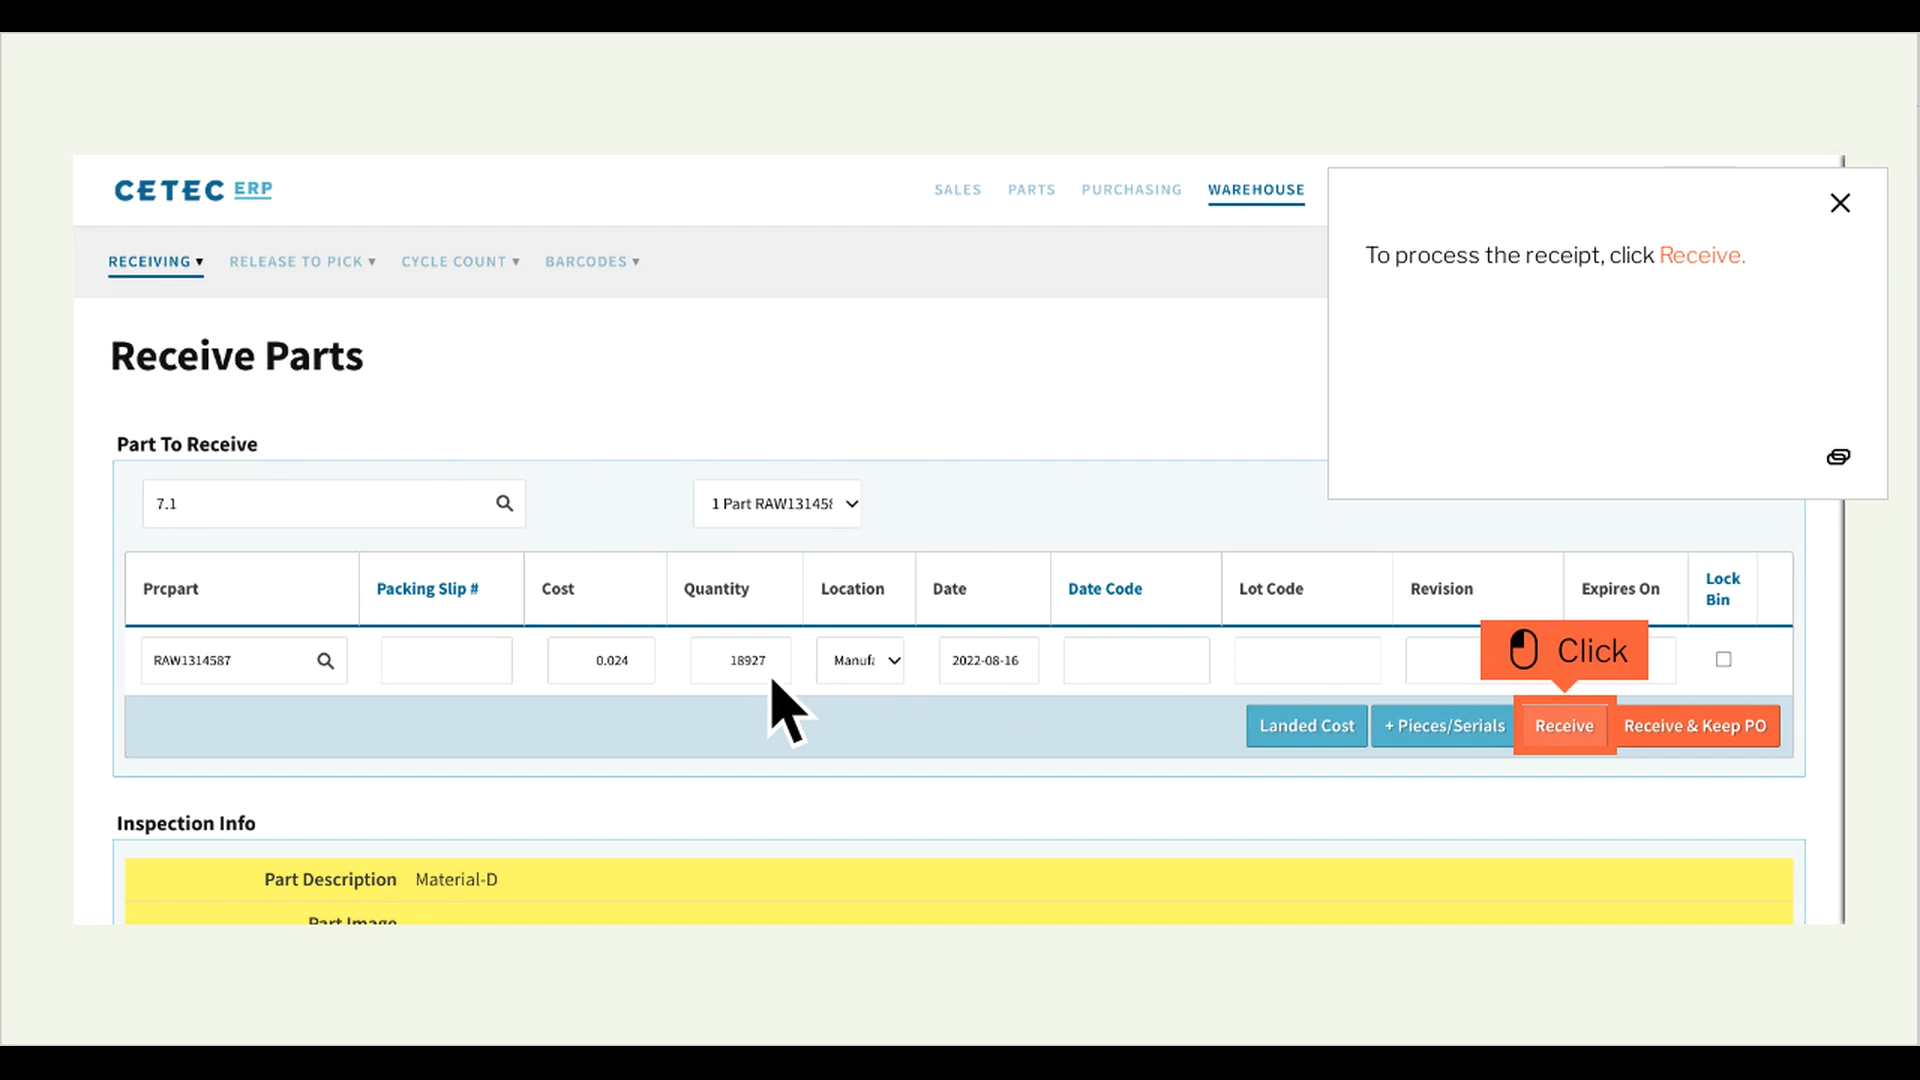 CETEC ERP
SALES PARTS PURCHASING WAREHOUSE
RECEIVING ▾ RELEASE TO PICK ▾ CYCLE COUNT ▾ BARCODES ▾
To process the receipt, click Receive.
Receive Parts
Part To Receive
7.1
1 Part RAW131458
Prcpart Packing Slip # Cost Quantity Location Date Date Code Lot Code Revision Expires On Lock Bin
RAW1314587 0.024 18927 Manufa 2022-08-16
Click
Landed Cost + Pieces/Serials Receive Receive & Keep PO
Inspection Info
Part Description Material-D
Part Image